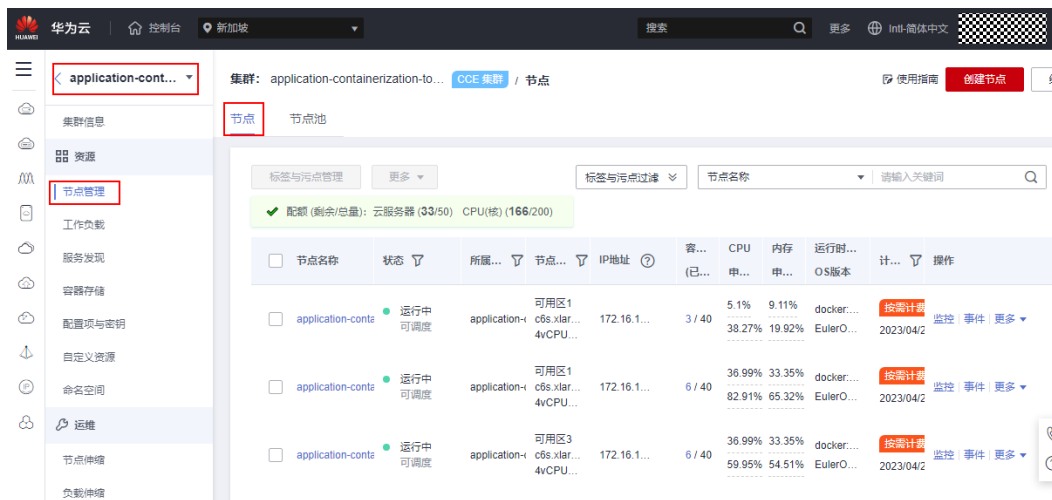 HUAWEI 华为云 控制台 新加坡 搜索 更多 Intl-简体中文
application-cont...
集群信息
资源
节点管理
工作负载
服务发现
容器存储
配置项与密钥
自定义资源
命名空间
运维
节点伸缩
负载伸缩
集群： application-containerization-to... CCE 集群 / 节点 使用指南 创建节点
节点 节点池
标签与污点管理 更多 标签与污点过滤 节点名称 请输入关键词
配额 (剩余/总量)： 云服务器 (33/50) CPU(核) (166/200)
节点名称 状态 所属... 节点... IP地址 容... (已... CPU 申... 内存 申... 运行时... OS版本 计... 操作
application-conta 运行中 可调度 application-c 可用区1 c6s.xlar... 4vCPU... 172.16.1... 3 / 40 5.1% 38.27% 9.11% 19.92% docker:... EulerO... 按需计费 2023/04/2 监控 事件 更多
application-conta 运行中 可调度 application-c 可用区1 c6s.xlar... 4vCPU... 172.16.1... 6 / 40 36.99% 82.91% 33.35% 65.32% docker:... EulerO... 按需计费 2023/04/2 监控 事件 更多
application-conta 运行中 可调度 application-c 可用区3 c6s.xlar... 4vCPU... 172.16.1... 6 / 40 36.99% 59.95% 33.35% 54.51% docker:... EulerO... 按需计费 2023/04/2 监控 事件 更多